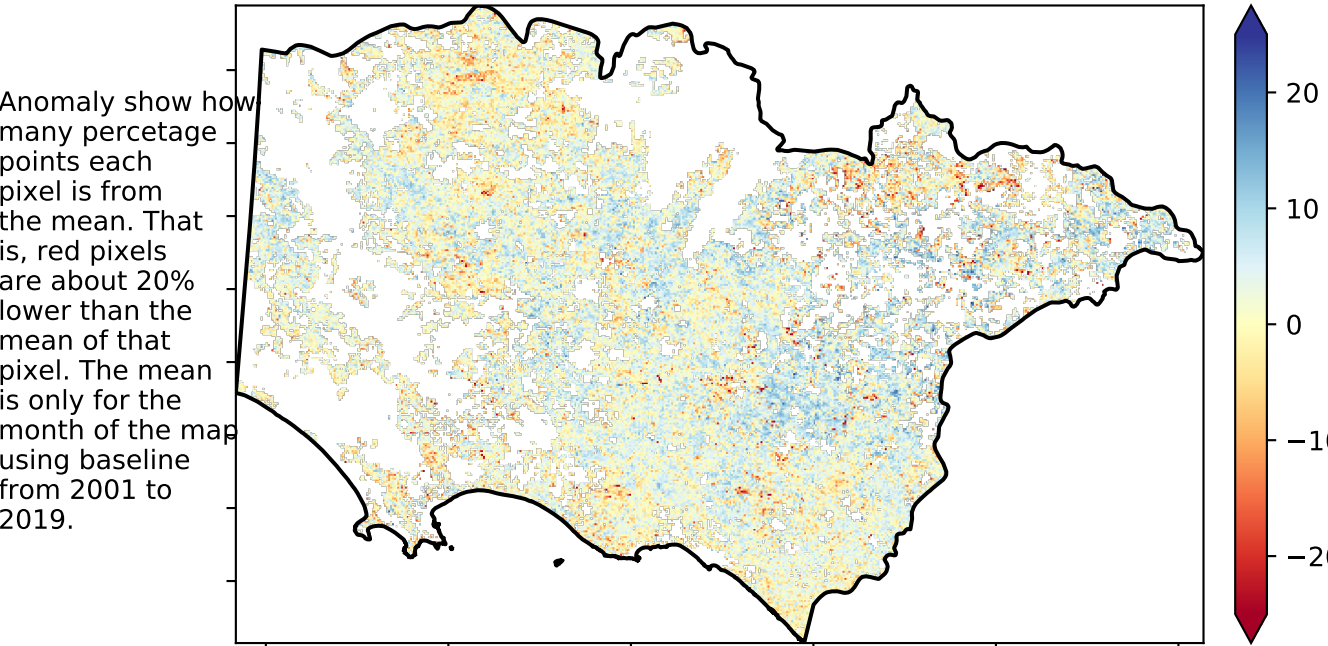 Anomaly show how
many percetage
points each
pixel is from
the mean. That
is, red pixels
are about 20%
lower than the
mean of that
pixel. The mean
is only for the
month of the map
using baseline
from 2001 to
2019.
20
10
0
−10
−20